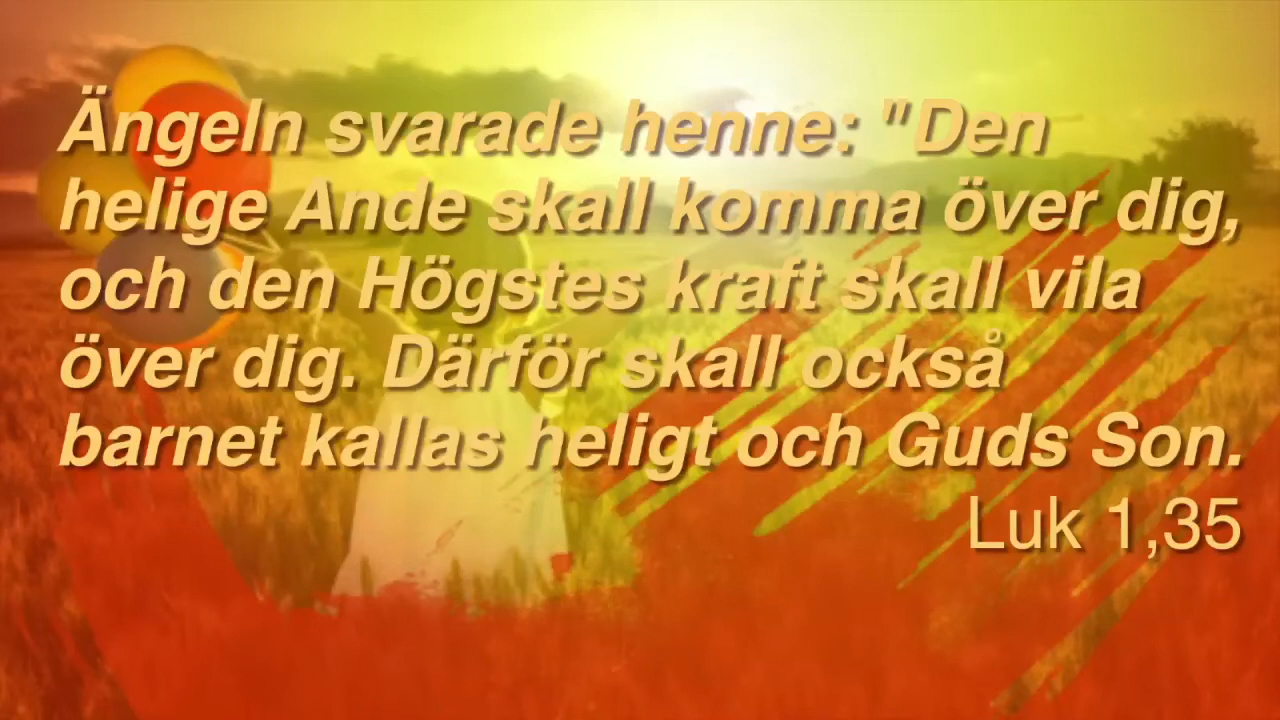 Ängeln svarade henne: "Den
helige Ande skall komma över dig,
och den Högstes kraft skall vila
över dig. Därför skall också
barnet kallas heligt och Guds Son.
Luk 1,35